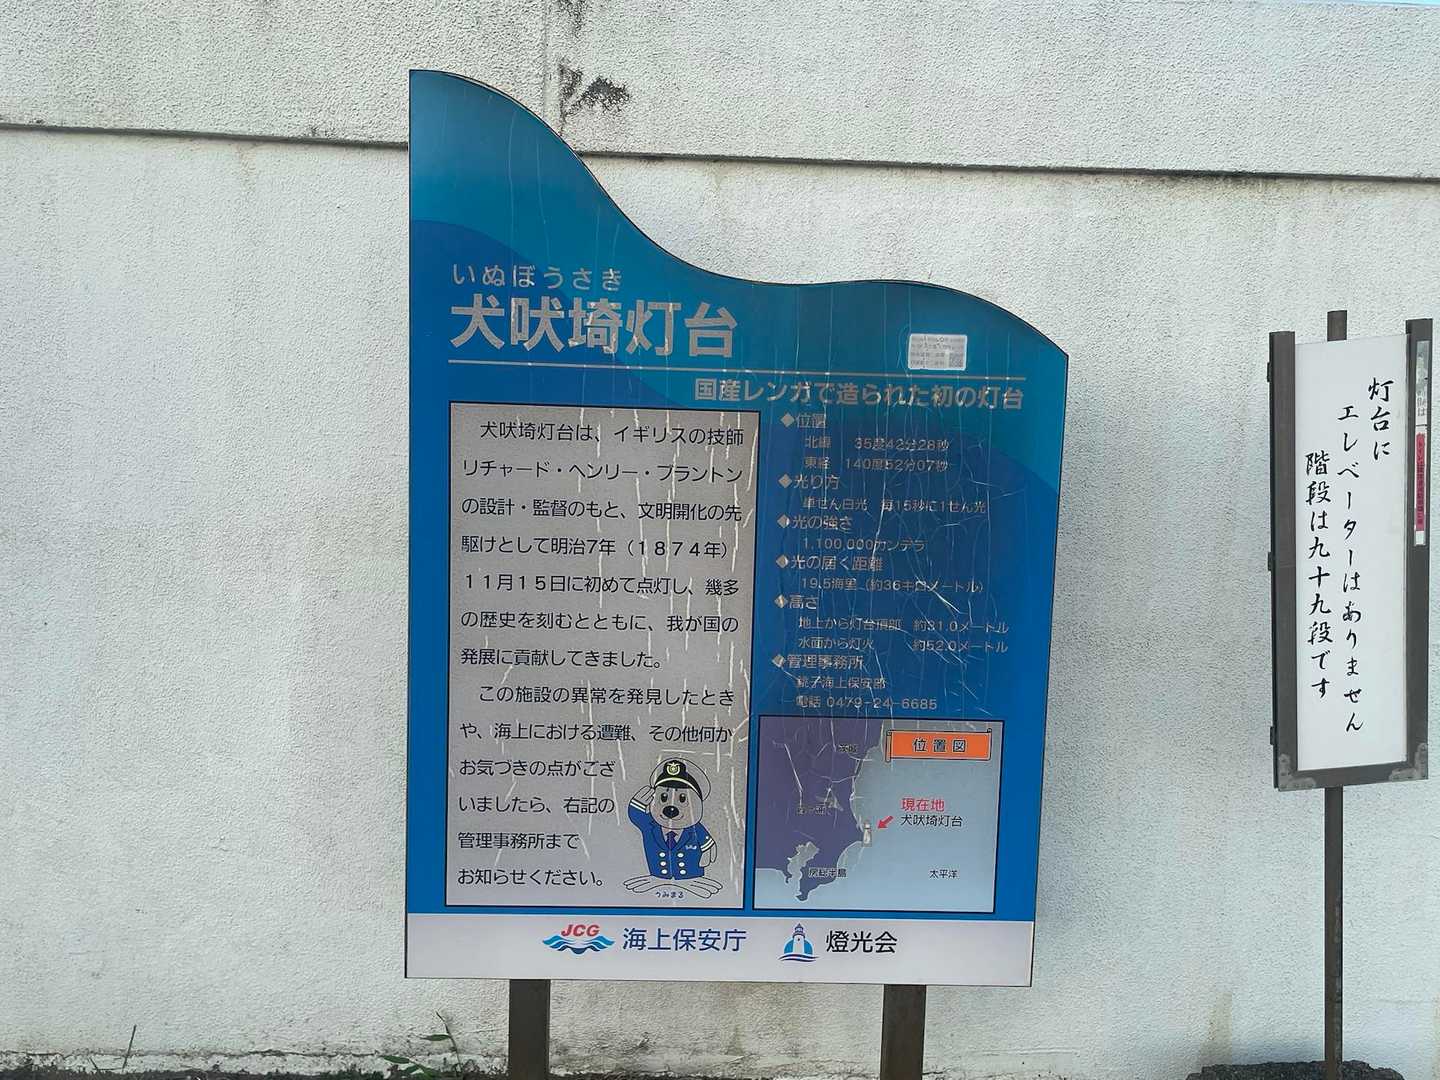 いぬぼうさき
犬吠埼灯台
国産レンガで造られた初の灯台
犬吠埼灯台は、イギリスの技師
リチャード・ヘンリー・ブラントン
の設計・監督のもと、文明開化の先
駆けとして明治7年（1874年）
11月15日に初めて点灯し、幾多
の歴史を刻むとともに、我が国の
発展に貢献してきました。
この施設の異常を発見したとき
や、海上における遭難、その他何か
お気づきの点がござ
いましたら、右記の
管理事務所まで
お知らせください。
うみまる
◆位置
北緯 35度42分28秒
東経 140度52分07秒
◆光り方
単せん白光 毎15秒に1せん光
◆光の強さ
1,100,000カンデラ
◆光の届く距離
19.5海里（約36キロメートル）
◆高さ
地上から灯台頂部 約31.0メートル
水面から灯火 約52.0メートル
◆管理事務所
銚子海上保安部
電話 0479-24-6685
位置図
茨城
現在地
犬吠埼灯台
房総半島
太平洋
JCG 海上保安庁 燈光会
灯台に
エレベーターはありません
階段は九十九段です